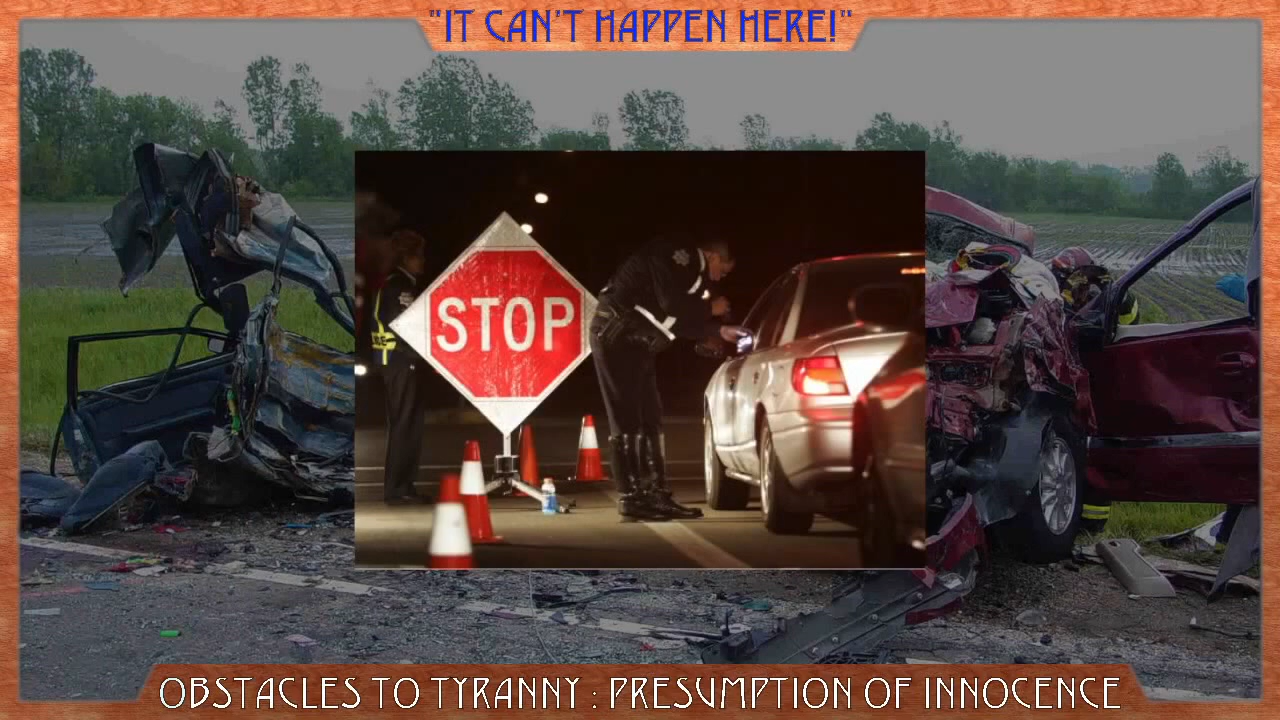 "IT CAN'T HAPPEN HERE!"
STOP
OBSTACLES TO TYRANNY : PRESUMPTION OF INNOCENCE